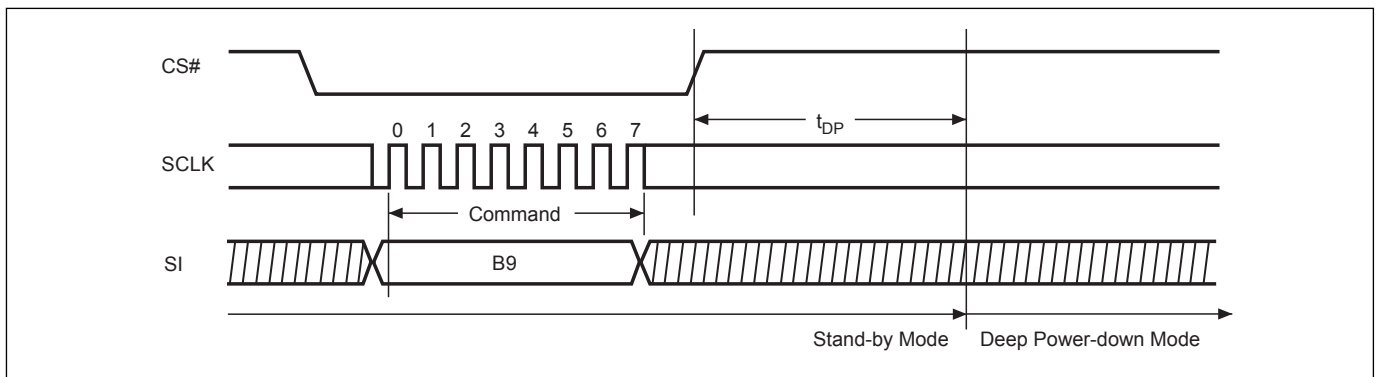 CS#
t_DP
0 1 2 3 4 5 6 7
SCLK
Command
SI
B9
Stand-by Mode
Deep Power-down Mode